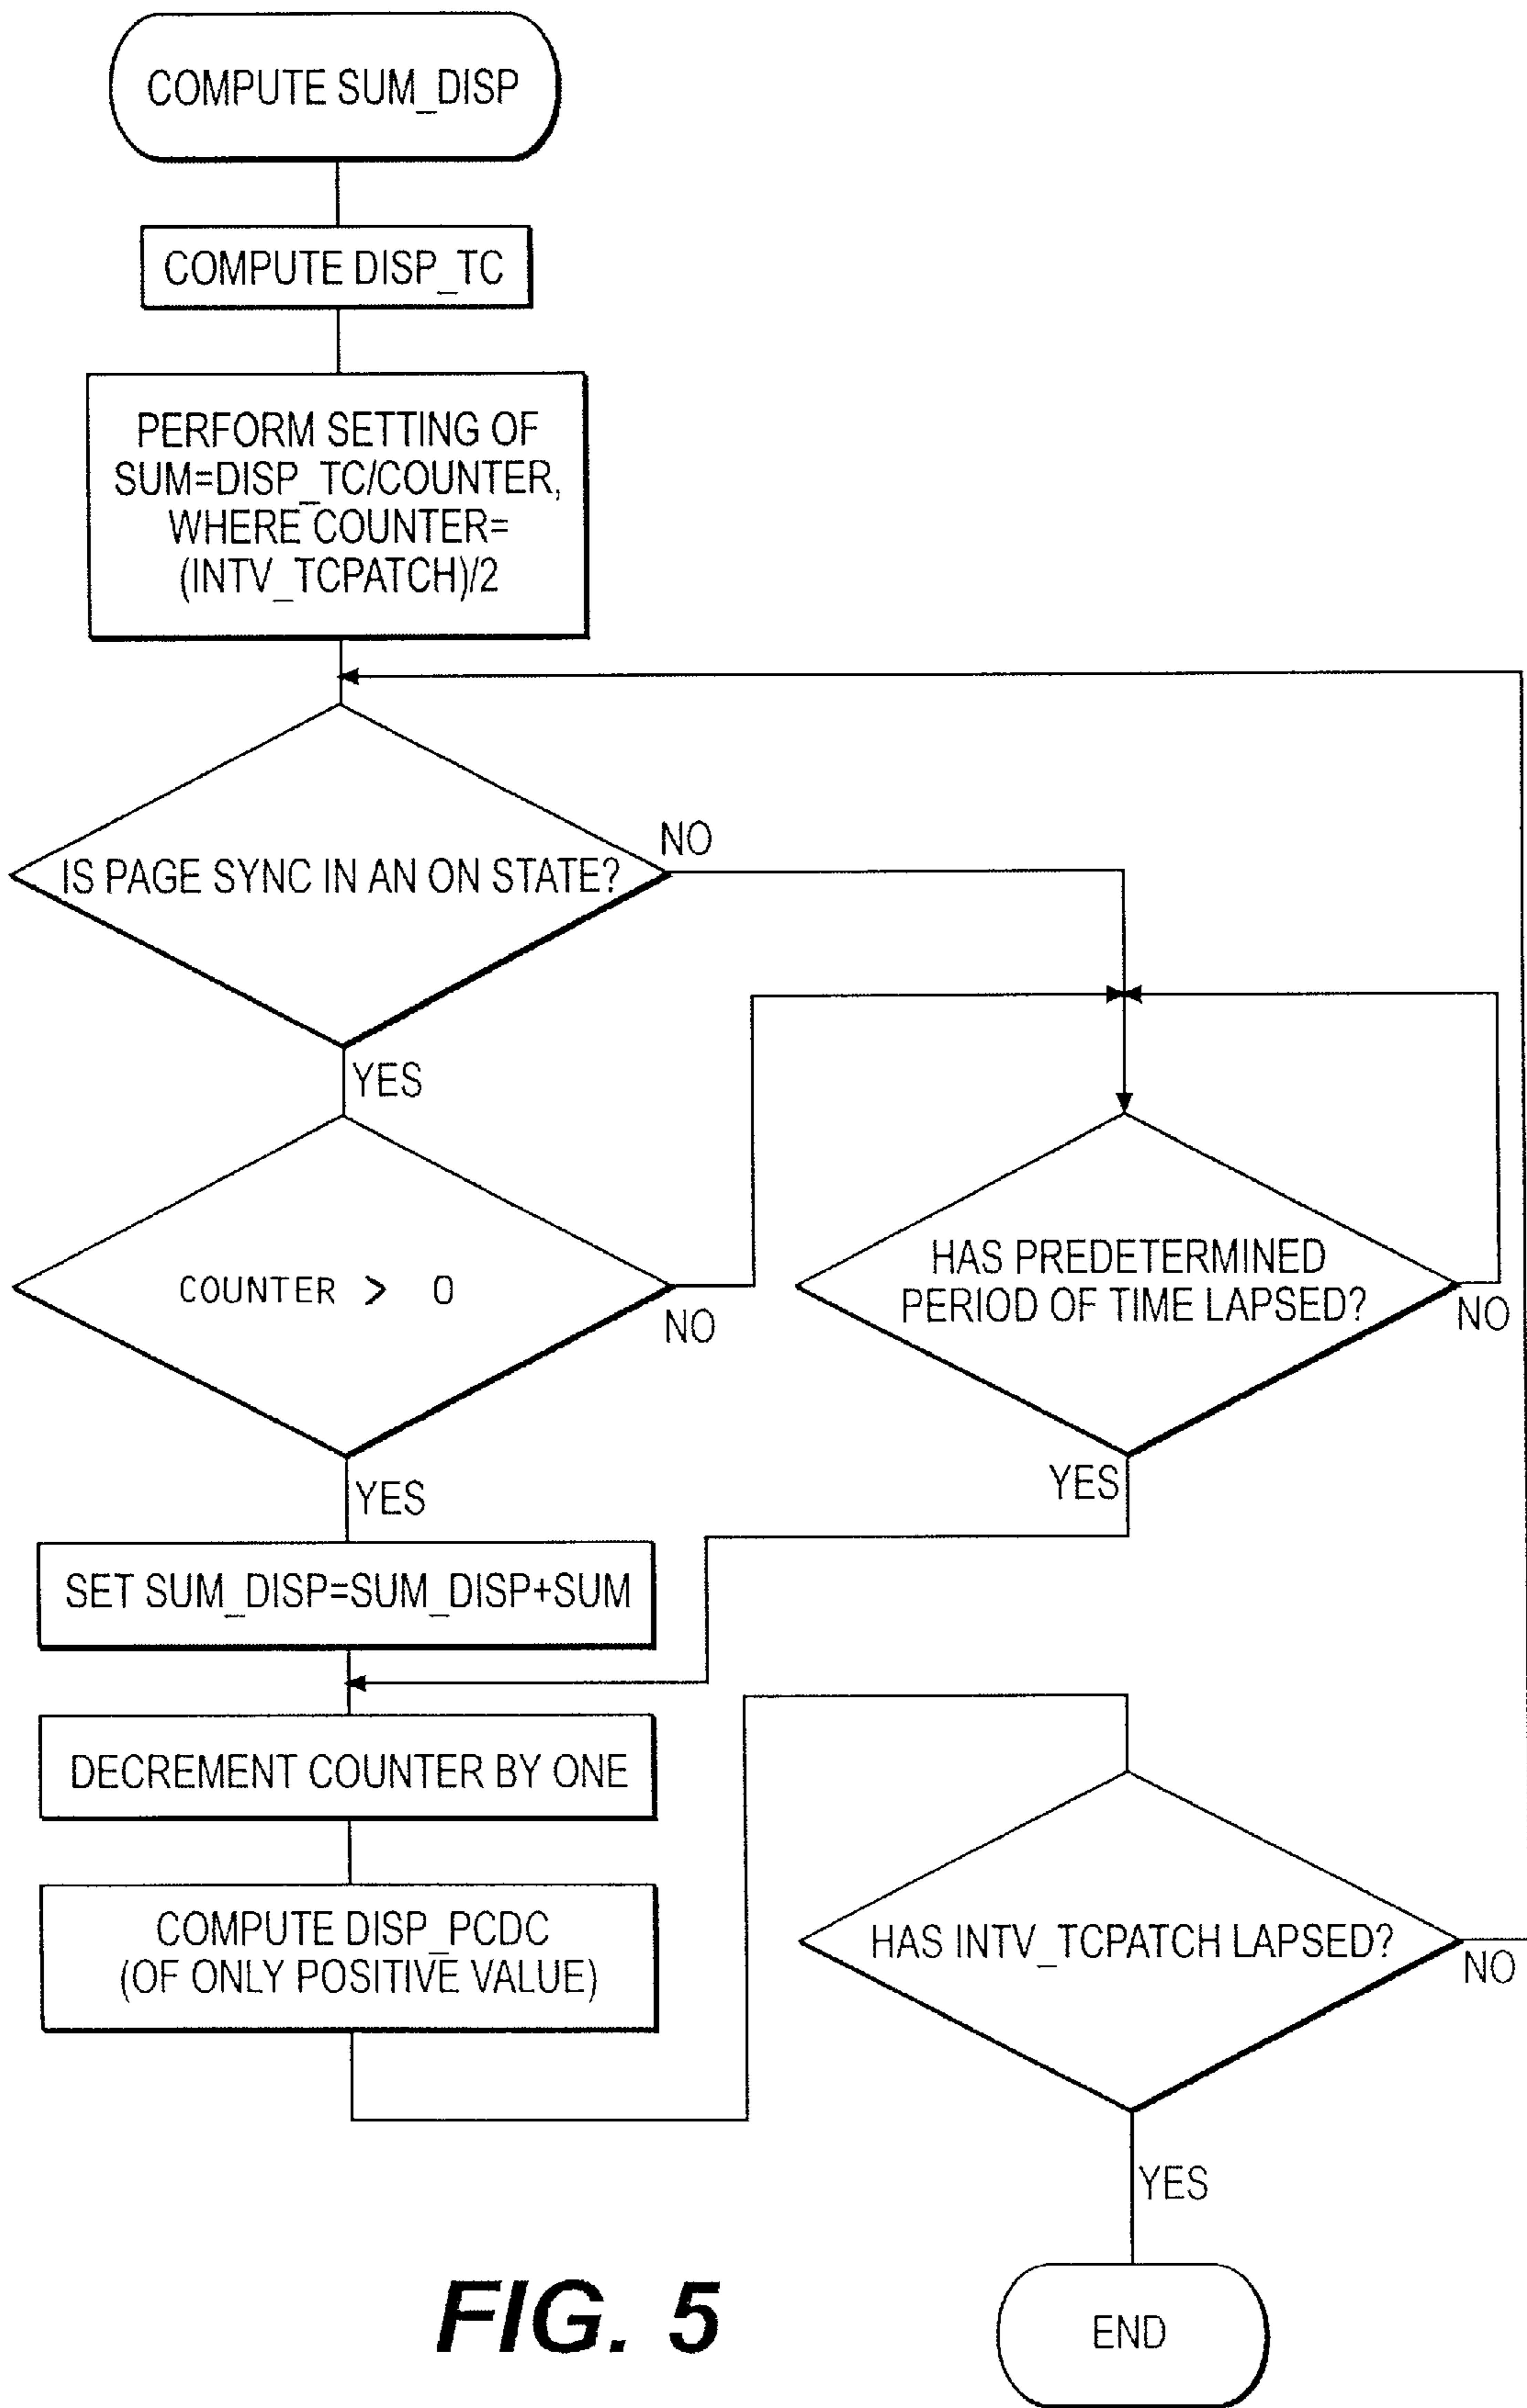 COMPUTE SUM_DISP
COMPUTE DISP_TC
PERFORM SETTING OF
SUM=DISP_TC/COUNTER,
WHERE COUNTER=
(INTV_TCPATCH)/2
IS PAGE SYNC IN AN ON STATE?
NO
YES
COUNTER > 0
NO
HAS PREDETERMINED
PERIOD OF TIME LAPSED?
NO
YES
YES
SET SUM_DISP=SUM_DISP+SUM
DECREMENT COUNTER BY ONE
COMPUTE DISP_PCDC
(OF ONLY POSITIVE VALUE)
HAS INTV_TCPATCH LAPSED?
NO
YES
END
FIG. 5